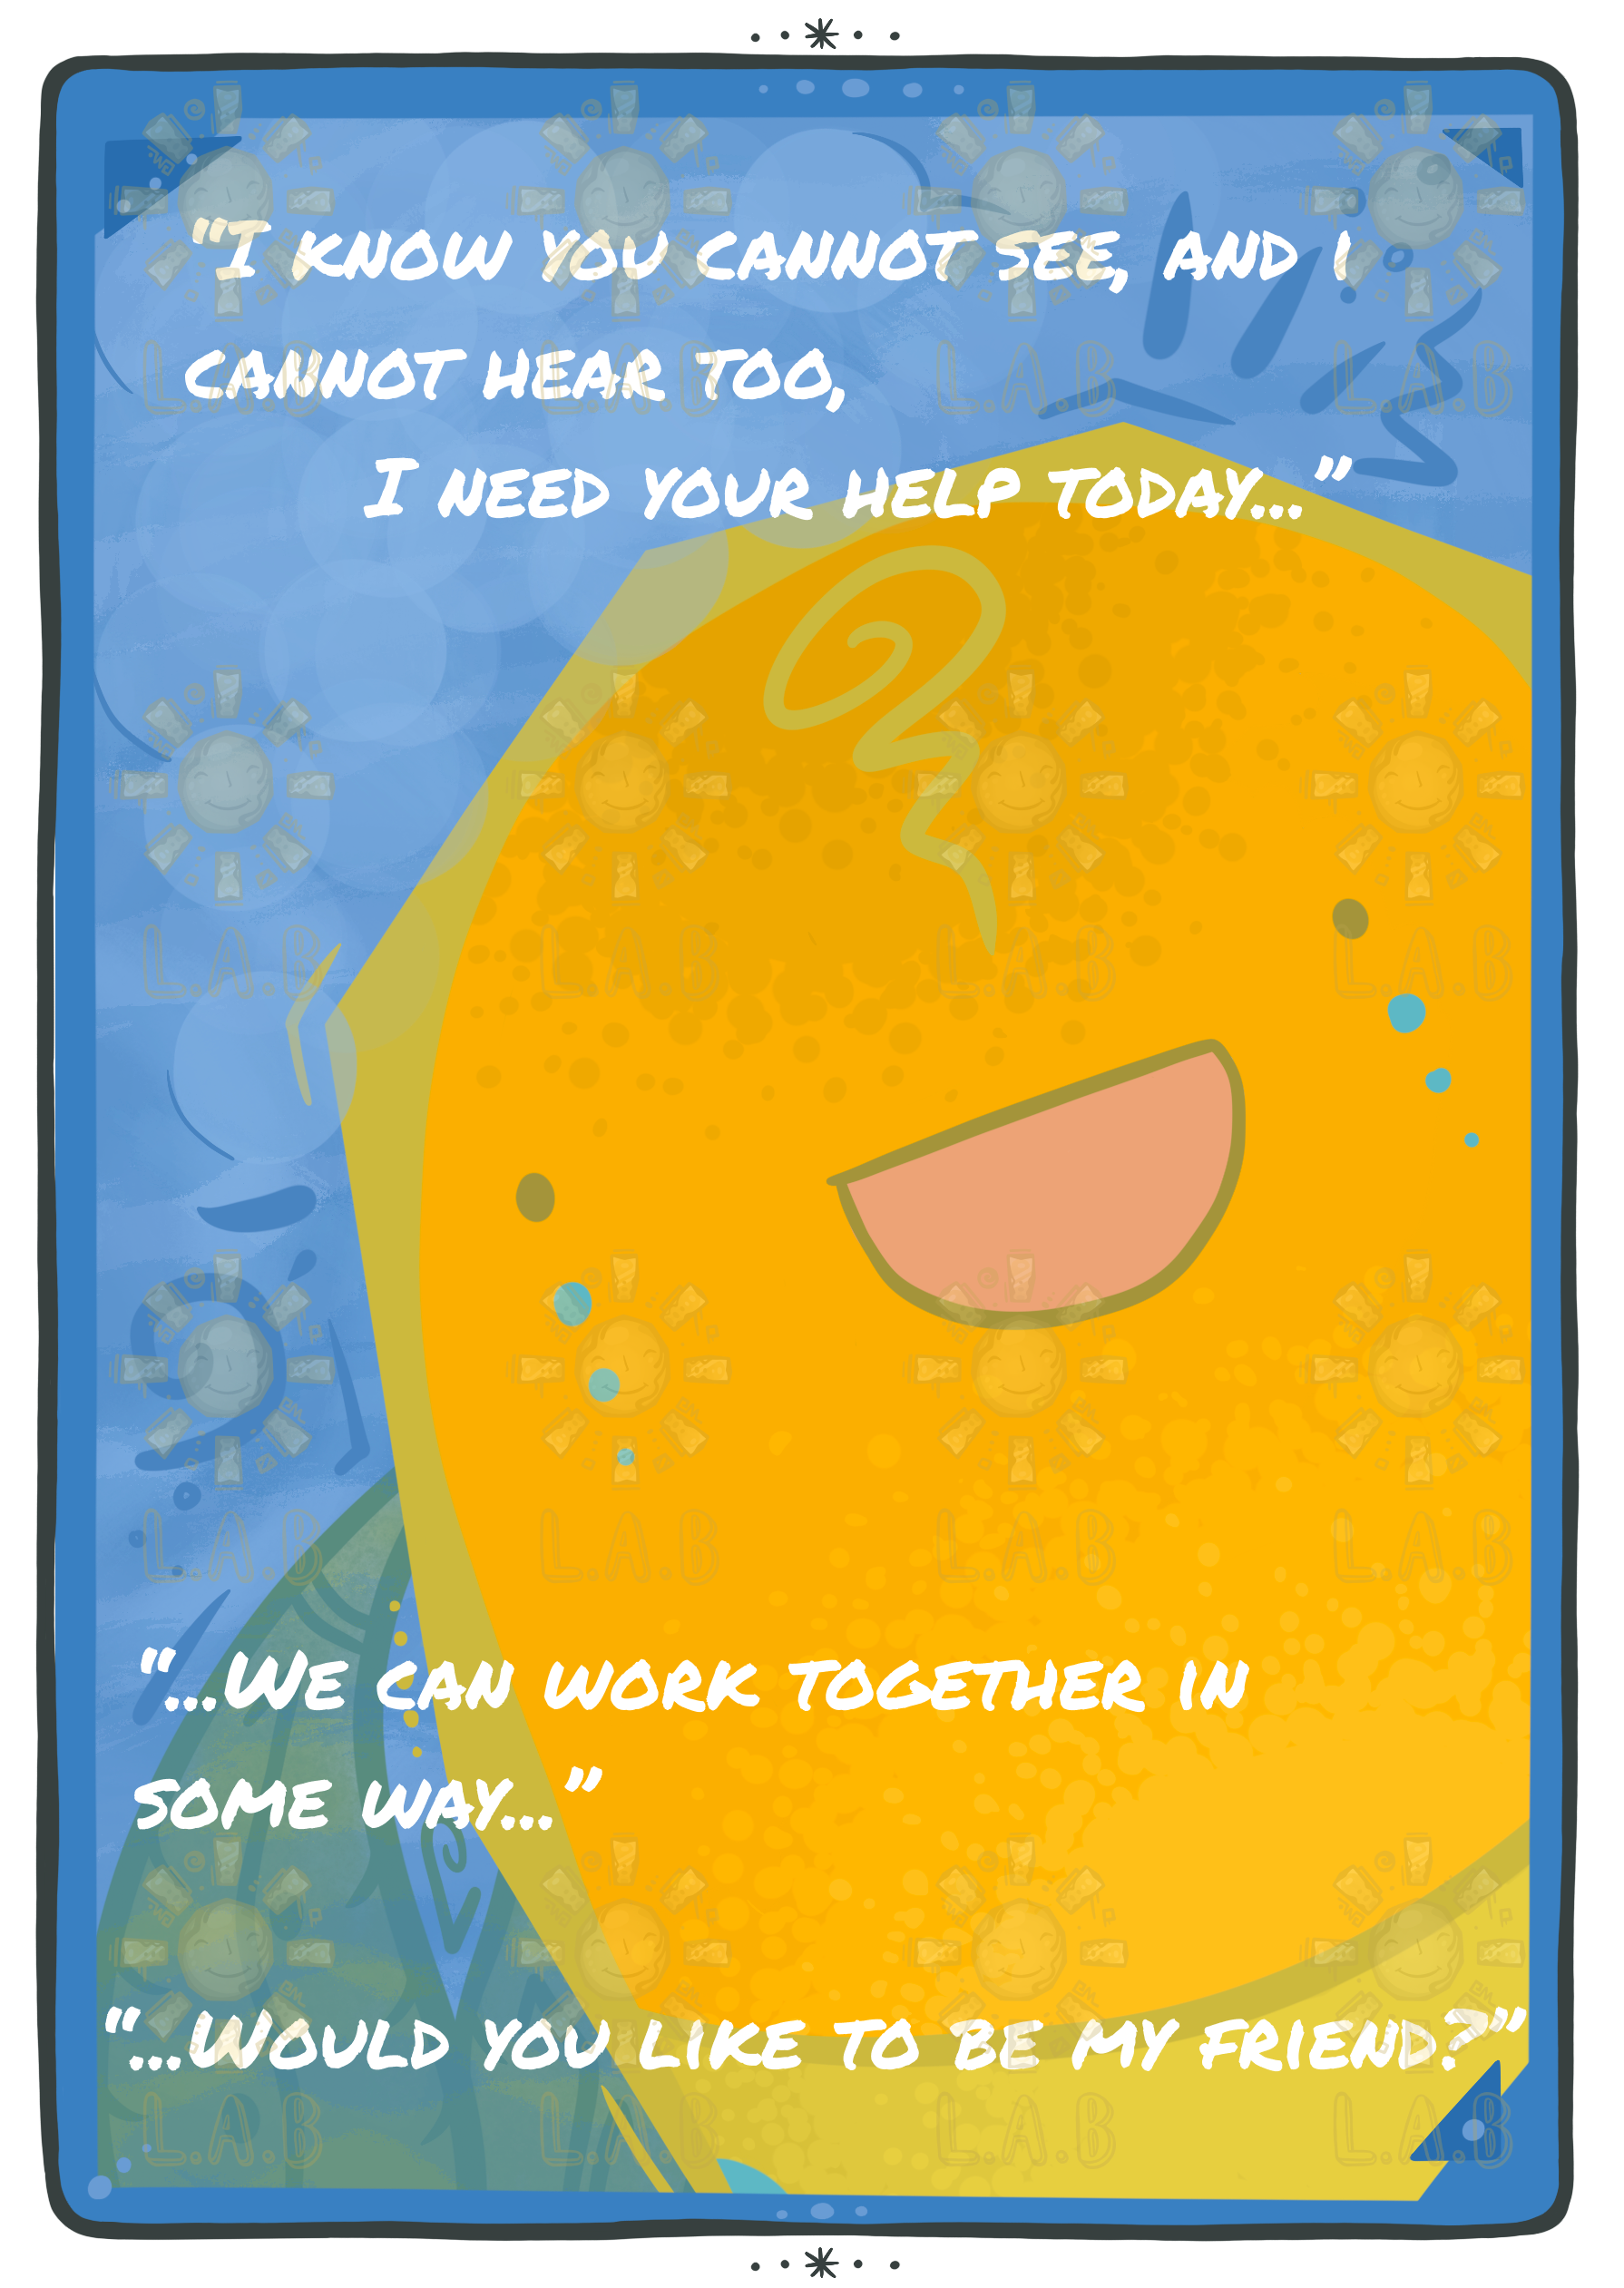 "I know you cannot see, and I
cannot hear too,
I need your help today..."
"...We can work together in
some way..."
"...Would you like to be my friend?"
L.A.B L.A.B L.A.B L.A.B
L.A.B L.A.B L.A.B L.A.B
L.A.B L.A.B L.A.B L.A.B
L.A.B L.A.B L.A.B L.A.B